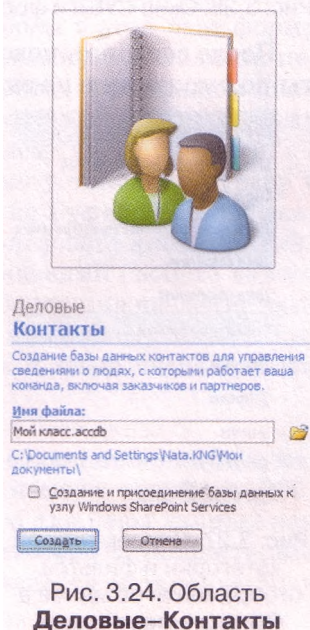 Деловые
Контакты
Создание базы данных контактов для управления
сведениями о людях, с которыми работает ваша
команда, включая заказчиков и партнеров.
Имя файла:
Мой класс.accdb
C:\Documents and Settings\Nata.KNG\Мои
документы\
Создание и присоединение базы данных к
узлу Windows SharePoint Services
Создать Отмена
Рис. 3.24. Область
Деловые–Контакты